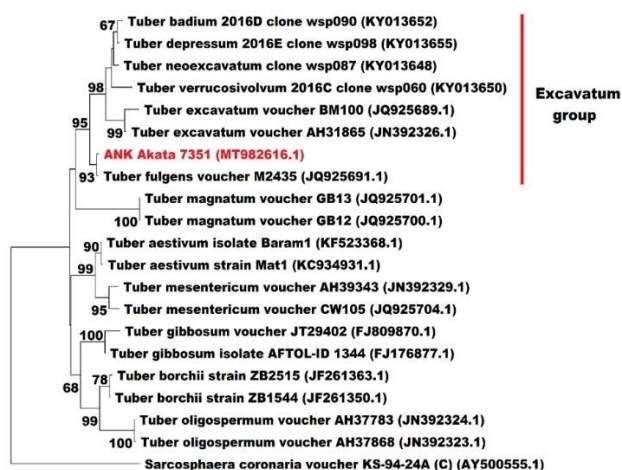 67
Tuber badium 2016D clone wsp090 (KY013652)
Tuber depressum 2016E clone wsp098 (KY013655)
Tuber neoexcavatum clone wsp087 (KY013648)
98
Tuber verrucosivolvum 2016C clone wsp060 (KY013650)
Tuber excavatum voucher BM100 (JQ925689.1)
95
99
Tuber excavatum voucher AH31865 (JN392326.1)
ANK Akata 7351 (MT982616.1)
93
Tuber fulgens voucher M2435 (JQ925691.1)
Excavatum
group
Tuber magnatum voucher GB13 (JQ925701.1)
100
Tuber magnatum voucher GB12 (JQ925700.1)
90
Tuber aestivum isolate Baram1 (KF523368.1)
Tuber aestivum strain Mat1 (KC934931.1)
99
Tuber mesentericum voucher AH39343 (JN392329.1)
95
Tuber mesentericum voucher CW105 (JQ925704.1)
100
Tuber gibbosum voucher JT29402 (FJ809870.1)
Tuber gibbosum isolate AFTOL-ID 1344 (FJ176877.1)
68
78
Tuber borchii strain ZB2515 (JF261363.1)
Tuber borchii strain ZB1544 (JF261350.1)
99
Tuber oligospermum voucher AH37783 (JN392324.1)
100
Tuber oligospermum voucher AH37868 (JN392323.1)
Sarcosphaera coronaria voucher KS-94-24A (C) (AY500555.1)